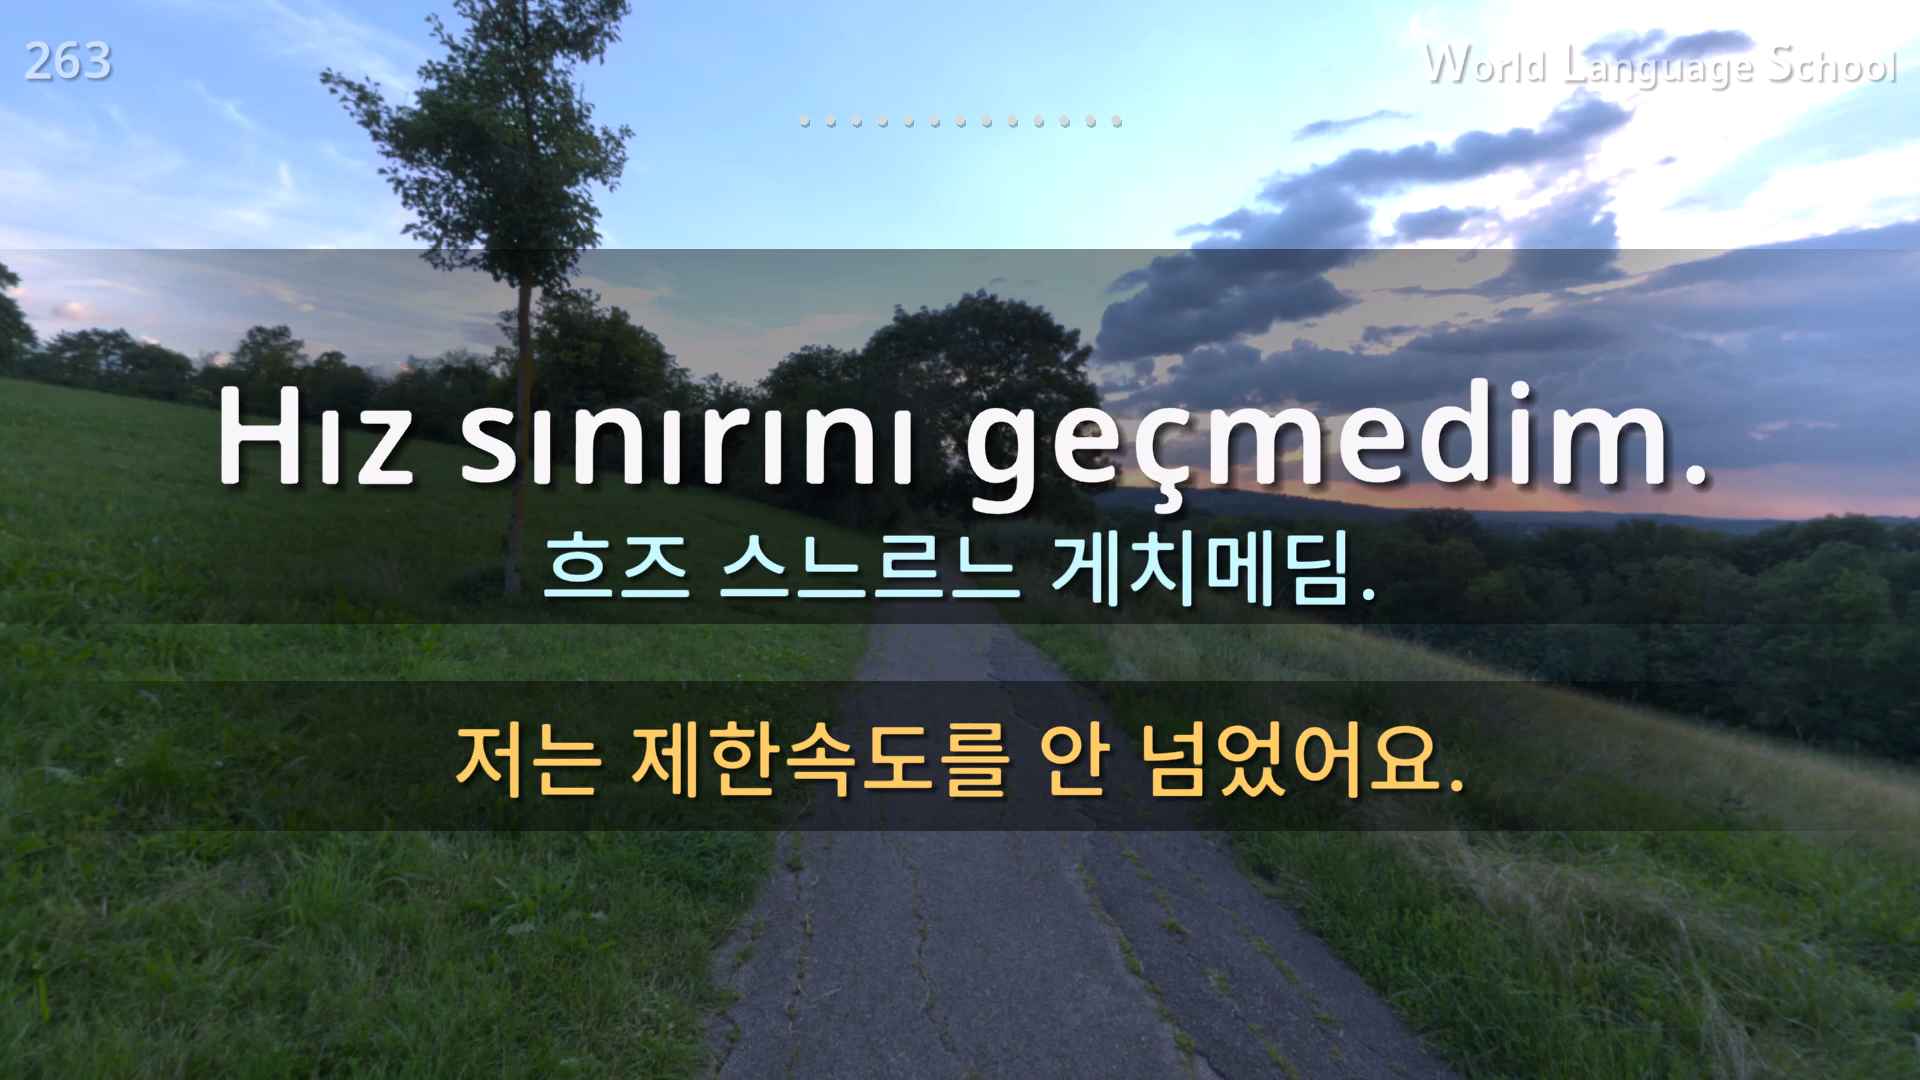 263
World Language School
Hız sınırını geçmedim.
흐즈 스느르느 게치메딤.
저는 제한속도를 안 넘었어요.